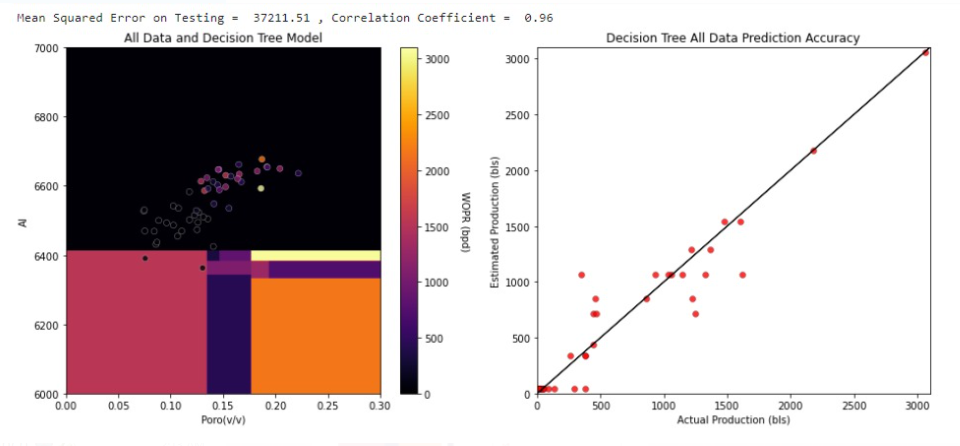 Mean Squared Error on Testing =  37211.51 , Correlation Coefficient =  0.96
All Data and Decision Tree Model
7000
6800
6600
6400
6200
6000
AI
0.00 0.05 0.10 0.15 0.20 0.25 0.30
Poro(v/v)
3000
2500
2000
1500
1000
500
0
WOPR (bpd)
Decision Tree All Data Prediction Accuracy
3000
2500
2000
1500
1000
500
0
Estimated Production (bls)
0 500 1000 1500 2000 2500 3000
Actual Production (bls)